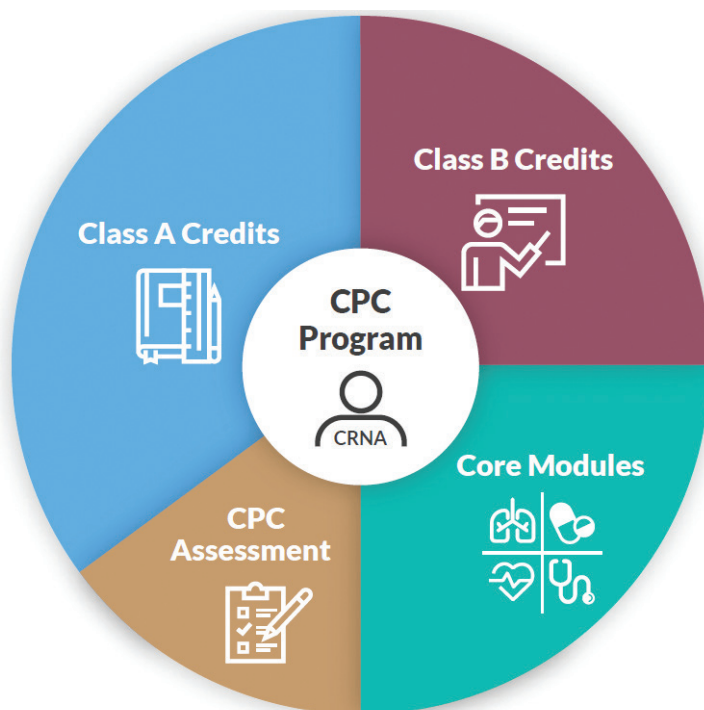 Class B Credits
Class A Credits
CPC
Program
CRNA
Core Modules
CPC
Assessment